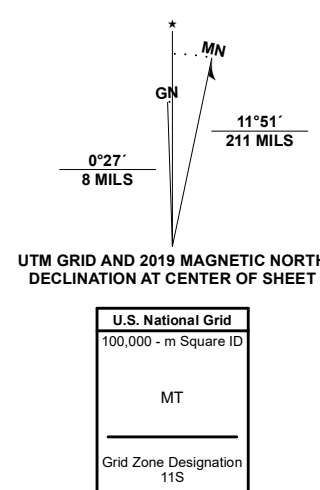 MN
GN
11°51´
211 MILS
0°27´
8 MILS
UTM GRID AND 2019 MAGNETIC NORTH
DECLINATION AT CENTER OF SHEET
U.S. National Grid
100,000 - m Square ID
MT
Grid Zone Designation
11S